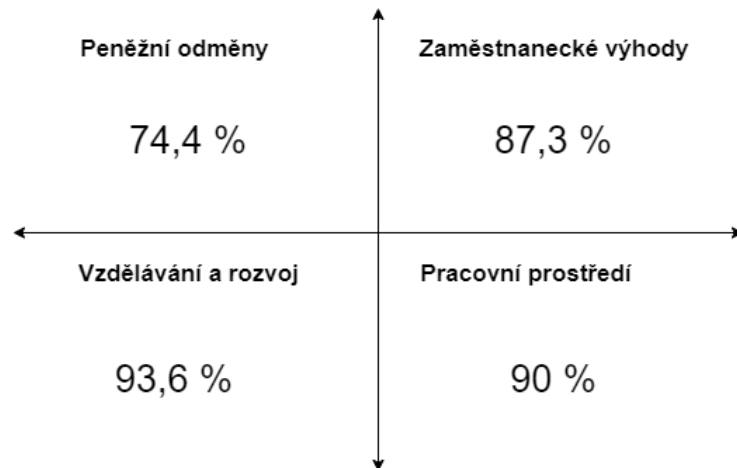 Peněžní odměny
Zaměstnanecké výhody
74,4 %
87,3 %
Vzdělávání a rozvoj
Pracovní prostředí
93,6 %
90 %